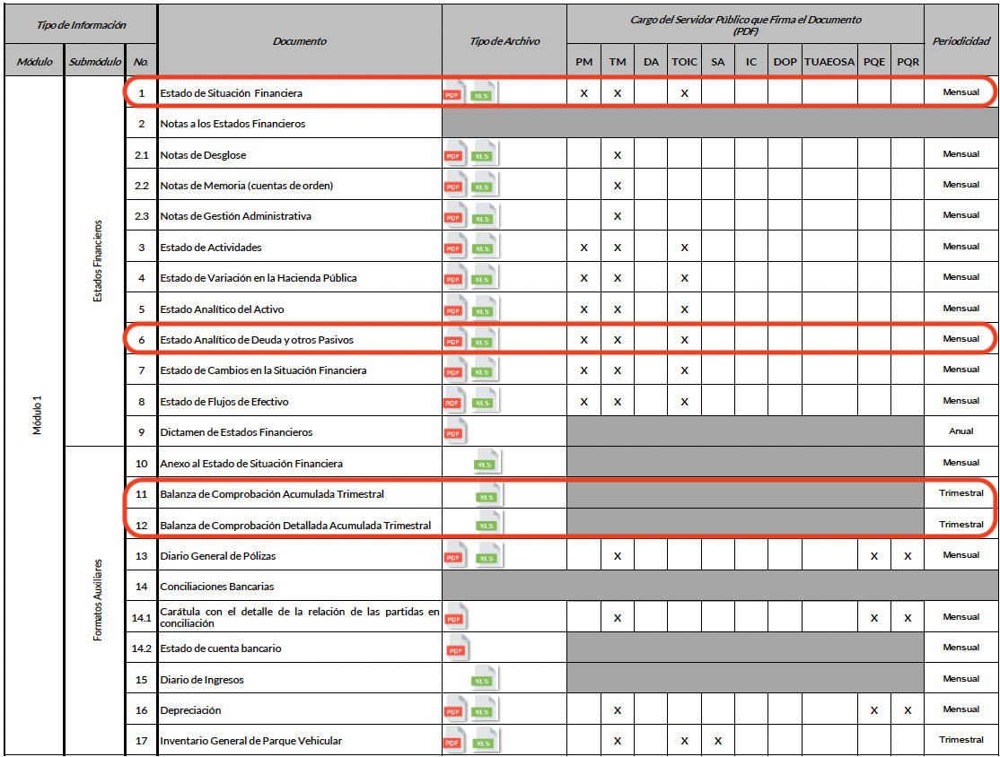 Tipo de Información
Documento
Tipo de Archivo
Cargo del Servidor Público que Firma el Documento
(PDF)
Periodicidad
Módulo Submódulo No. PM TM DA TOIC SA IC DOP TUAEOSA PQE PQR
Módulo 1
Estados Financieros
1 Estado de Situación Financiera PDF XLS X X X Mensual
2 Notas a los Estados Financieros
2.1 Notas de Desglose PDF XLS X Mensual
2.2 Notas de Memoria (cuentas de orden) PDF XLS X Mensual
2.3 Notas de Gestión Administrativa PDF XLS X Mensual
3 Estado de Actividades PDF XLS X X X Mensual
4 Estado de Variación en la Hacienda Pública PDF XLS X X X Mensual
5 Estado Analítico del Activo PDF XLS X X X Mensual
6 Estado Analítico de Deuda y otros Pasivos PDF XLS X X X Mensual
7 Estado de Cambios en la Situación Financiera PDF XLS X X X Mensual
8 Estado de Flujos de Efectivo PDF XLS X X X Mensual
9 Dictamen de Estados Financieros PDF Anual
Formatos Auxiliares
10 Anexo al Estado de Situación Financiera XLS Mensual
11 Balanza de Comprobación Acumulada Trimestral XLS Trimestral
12 Balanza de Comprobación Detallada Acumulada Trimestral XLS Trimestral
13 Diario General de Pólizas PDF XLS X X X Mensual
14 Conciliaciones Bancarias
14.1 Carátula con el detalle de la relación de las partidas en
conciliación PDF X X X Mensual
14.2 Estado de cuenta bancario PDF Mensual
15 Diario de Ingresos XLS Mensual
16 Depreciación PDF XLS X X X Mensual
17 Inventario General de Parque Vehicular PDF XLS X X X Trimestral